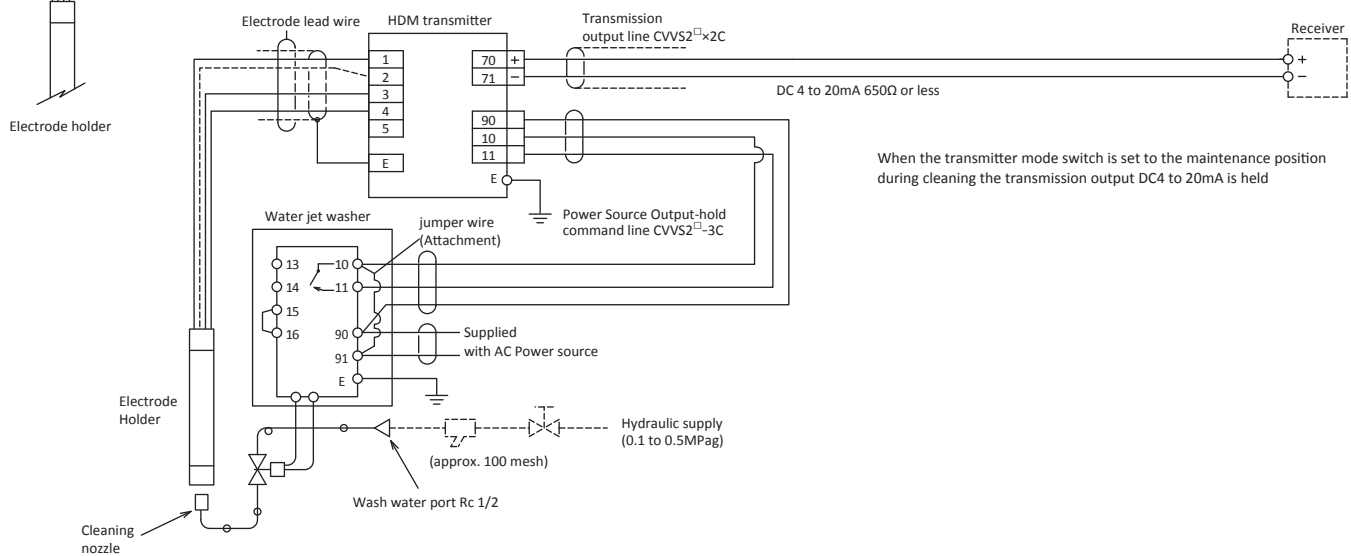 Electrode lead wire
HDM transmitter
Transmission
output line CVVS2□×2C
Receiver
1
2
3
4
5
E
70 +
71 −
90
10
11
E
+
−
DC 4 to 20mA 650Ω or less
Electrode holder
When the transmitter mode switch is set to the maintenance position
during cleaning the transmission output DC4 to 20mA is held
Power Source Output-hold
command line CVVS2□-3C
Water jet washer
jumper wire
(Attachment)
13
14
15
16
10
11
90
91
E
Supplied
with AC Power source
Electrode
Holder
Hydraulic supply
(0.1 to 0.5MPag)
(approx. 100 mesh)
Wash water port Rc 1/2
Cleaning
nozzle